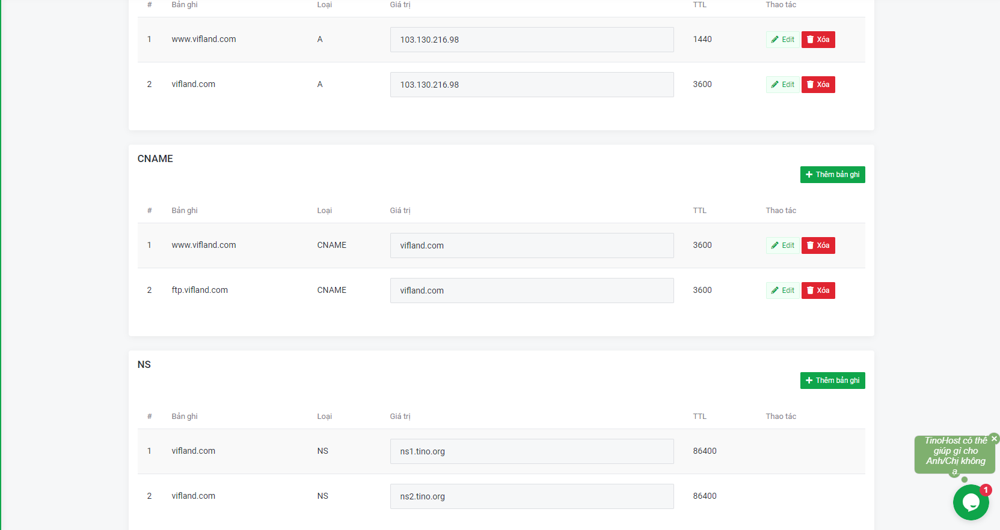 # Bản ghi Loại Giá trị TTL Thao tác
1 www.vifland.com A 103.130.216.98 1440 Edit Xóa
2 vifland.com A 103.130.216.98 3600 Edit Xóa
CNAME
Thêm bản ghi
# Bản ghi Loại Giá trị TTL Thao tác
1 www.vifland.com CNAME vifland.com 3600 Edit Xóa
2 ftp.vifland.com CNAME vifland.com 3600 Edit Xóa
NS
Thêm bản ghi
# Bản ghi Loại Giá trị TTL Thao tác
1 vifland.com NS ns1.tino.org 86400
2 vifland.com NS ns2.tino.org 86400
TinoHost có thể
giúp gì cho
Anh/Chị không
ạ.
1